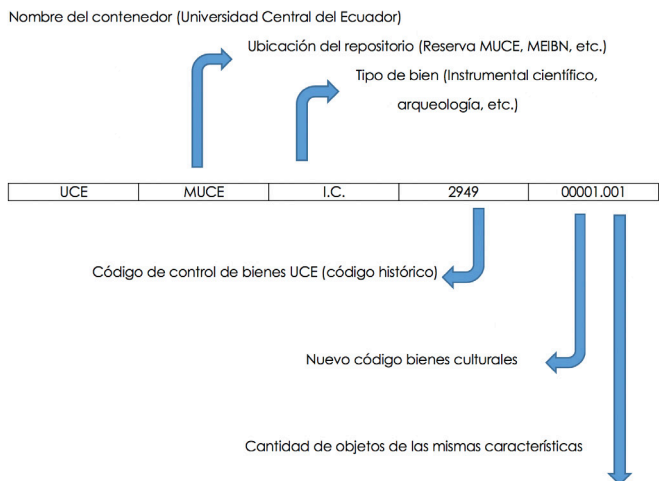 Nombre del contenedor (Universidad Central del Ecuador)
Ubicación del repositorio (Reserva MUCE, MEIBN, etc.)
Tipo de bien (Instrumental científico,
arqueología, etc.)
UCE MUCE I.C. 2949 00001.001
Código de control de bienes UCE (código histórico)
Nuevo código bienes culturales
Cantidad de objetos de las mismas características